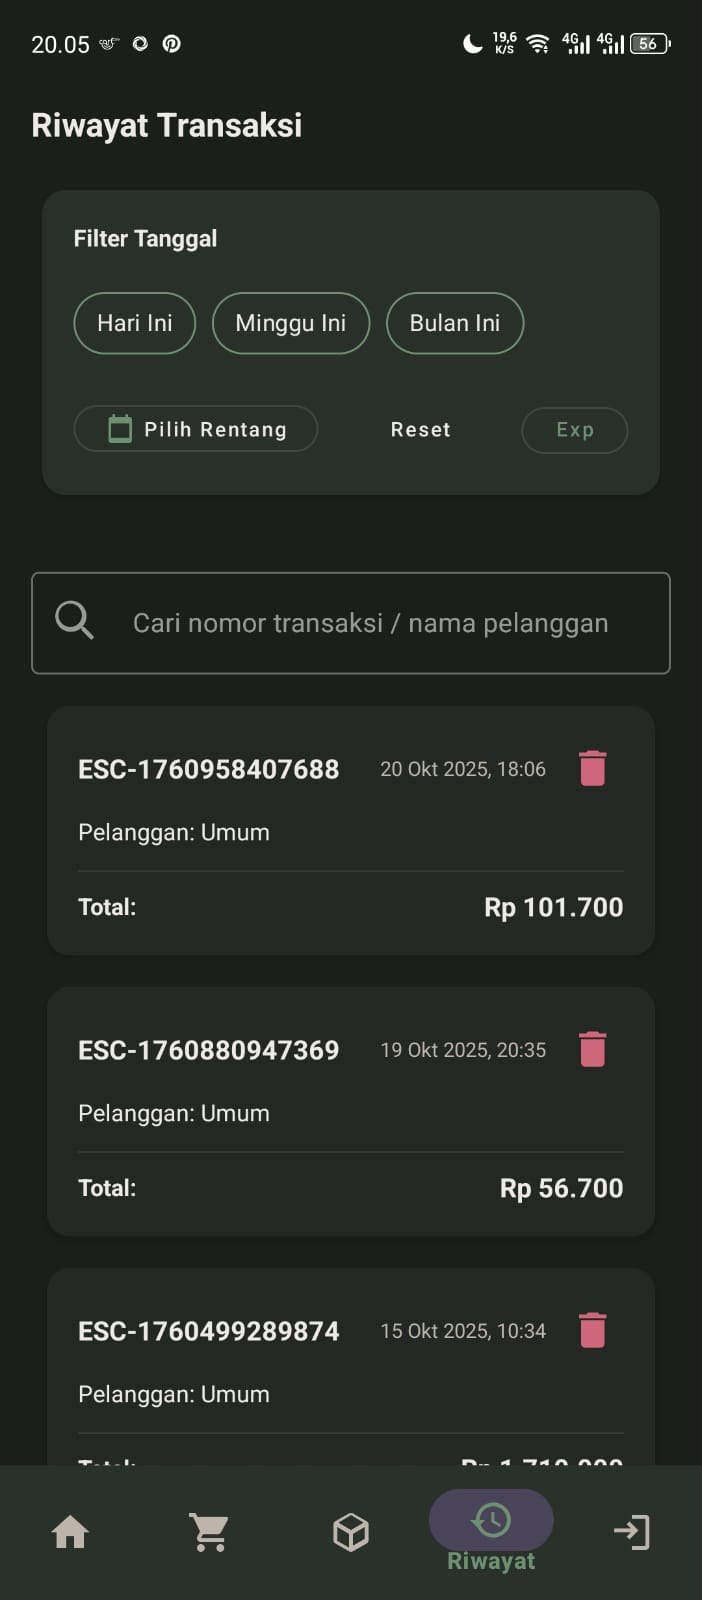 20.05 19,6 K/S 4G 4G 56
Riwayat Transaksi
Filter Tanggal
Hari Ini Minggu Ini Bulan Ini
Pilih Rentang Reset Exp
Cari nomor transaksi / nama pelanggan
ESC-1760958407688 20 Okt 2025, 18:06
Pelanggan: Umum
Total: Rp 101.700
ESC-1760880947369 19 Okt 2025, 20:35
Pelanggan: Umum
Total: Rp 56.700
ESC-1760499289874 15 Okt 2025, 10:34
Pelanggan: Umum
Riwayat